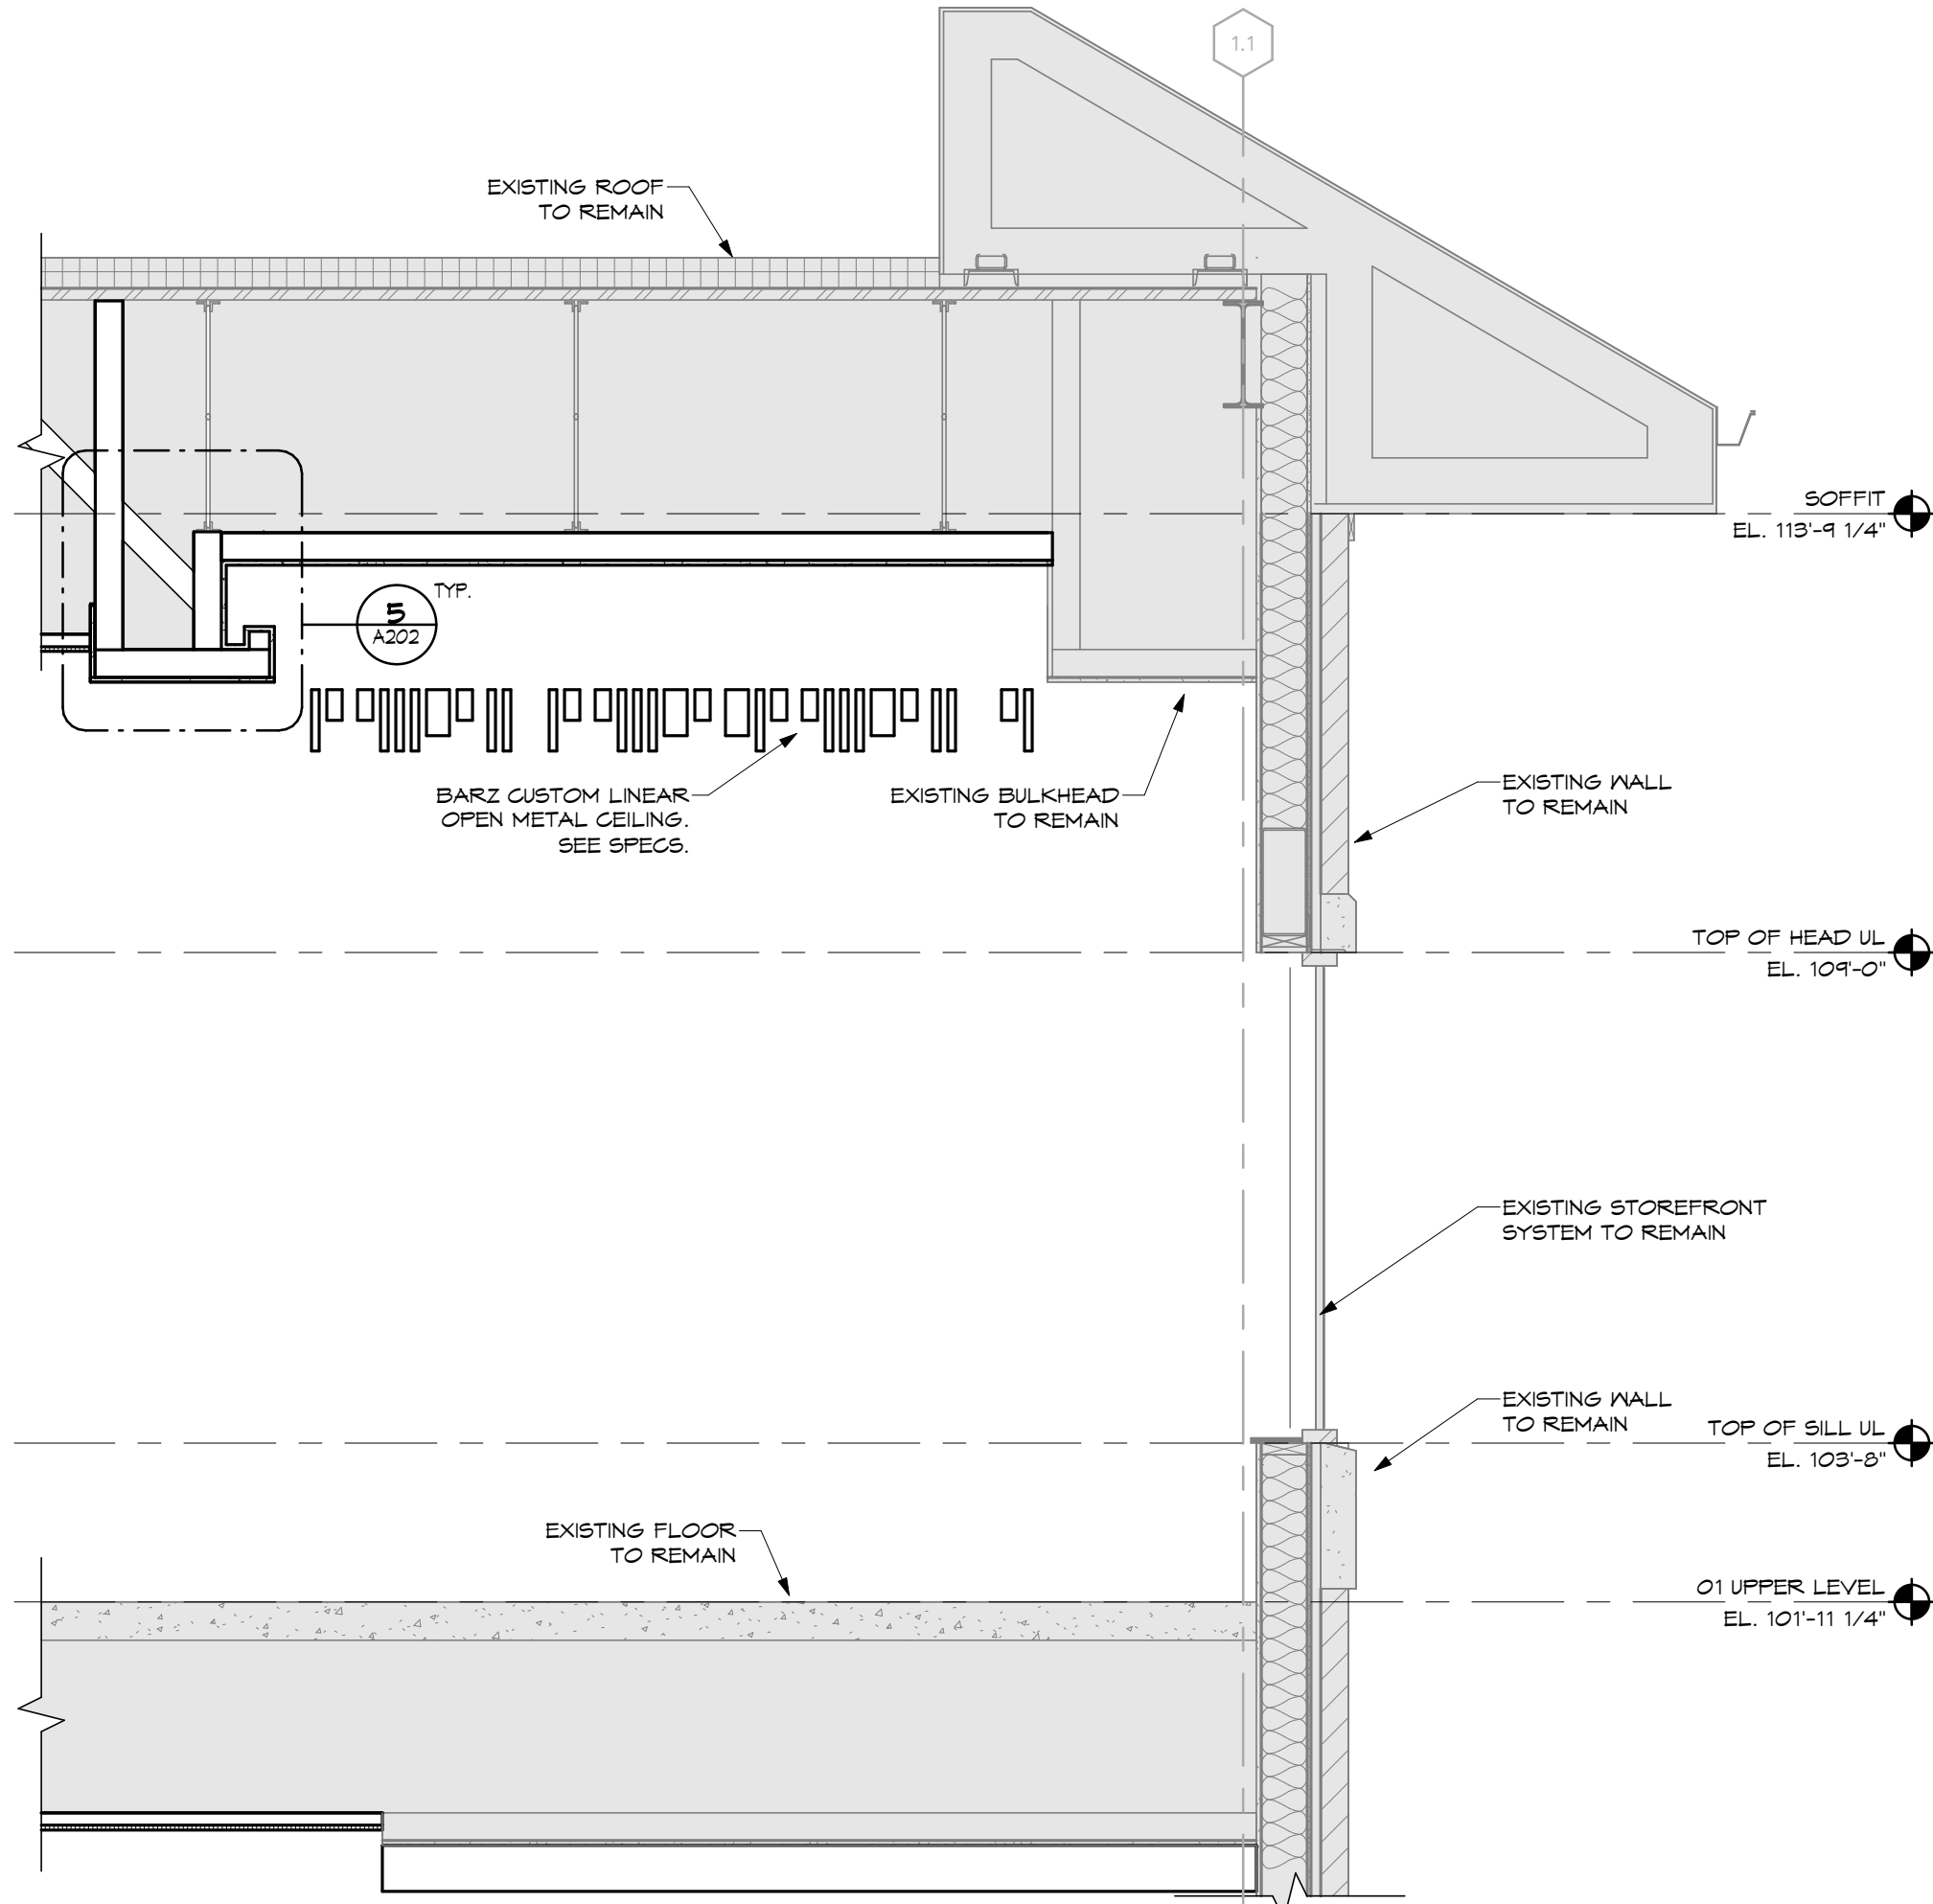 1.1
EXISTING ROOF
TO REMAIN
SOFFIT
EL. 113'-9 1/4"
TYP.
5
A202
BARZ CUSTOM LINEAR
OPEN METAL CEILING.
SEE SPECS.
EXISTING BULKHEAD
TO REMAIN
EXISTING WALL
TO REMAIN
TOP OF HEAD UL
EL. 109'-0"
EXISTING STOREFRONT
SYSTEM TO REMAIN
EXISTING WALL
TO REMAIN
TOP OF SILL UL
EL. 103'-8"
EXISTING FLOOR
TO REMAIN
01 UPPER LEVEL
EL. 101'-11 1/4"